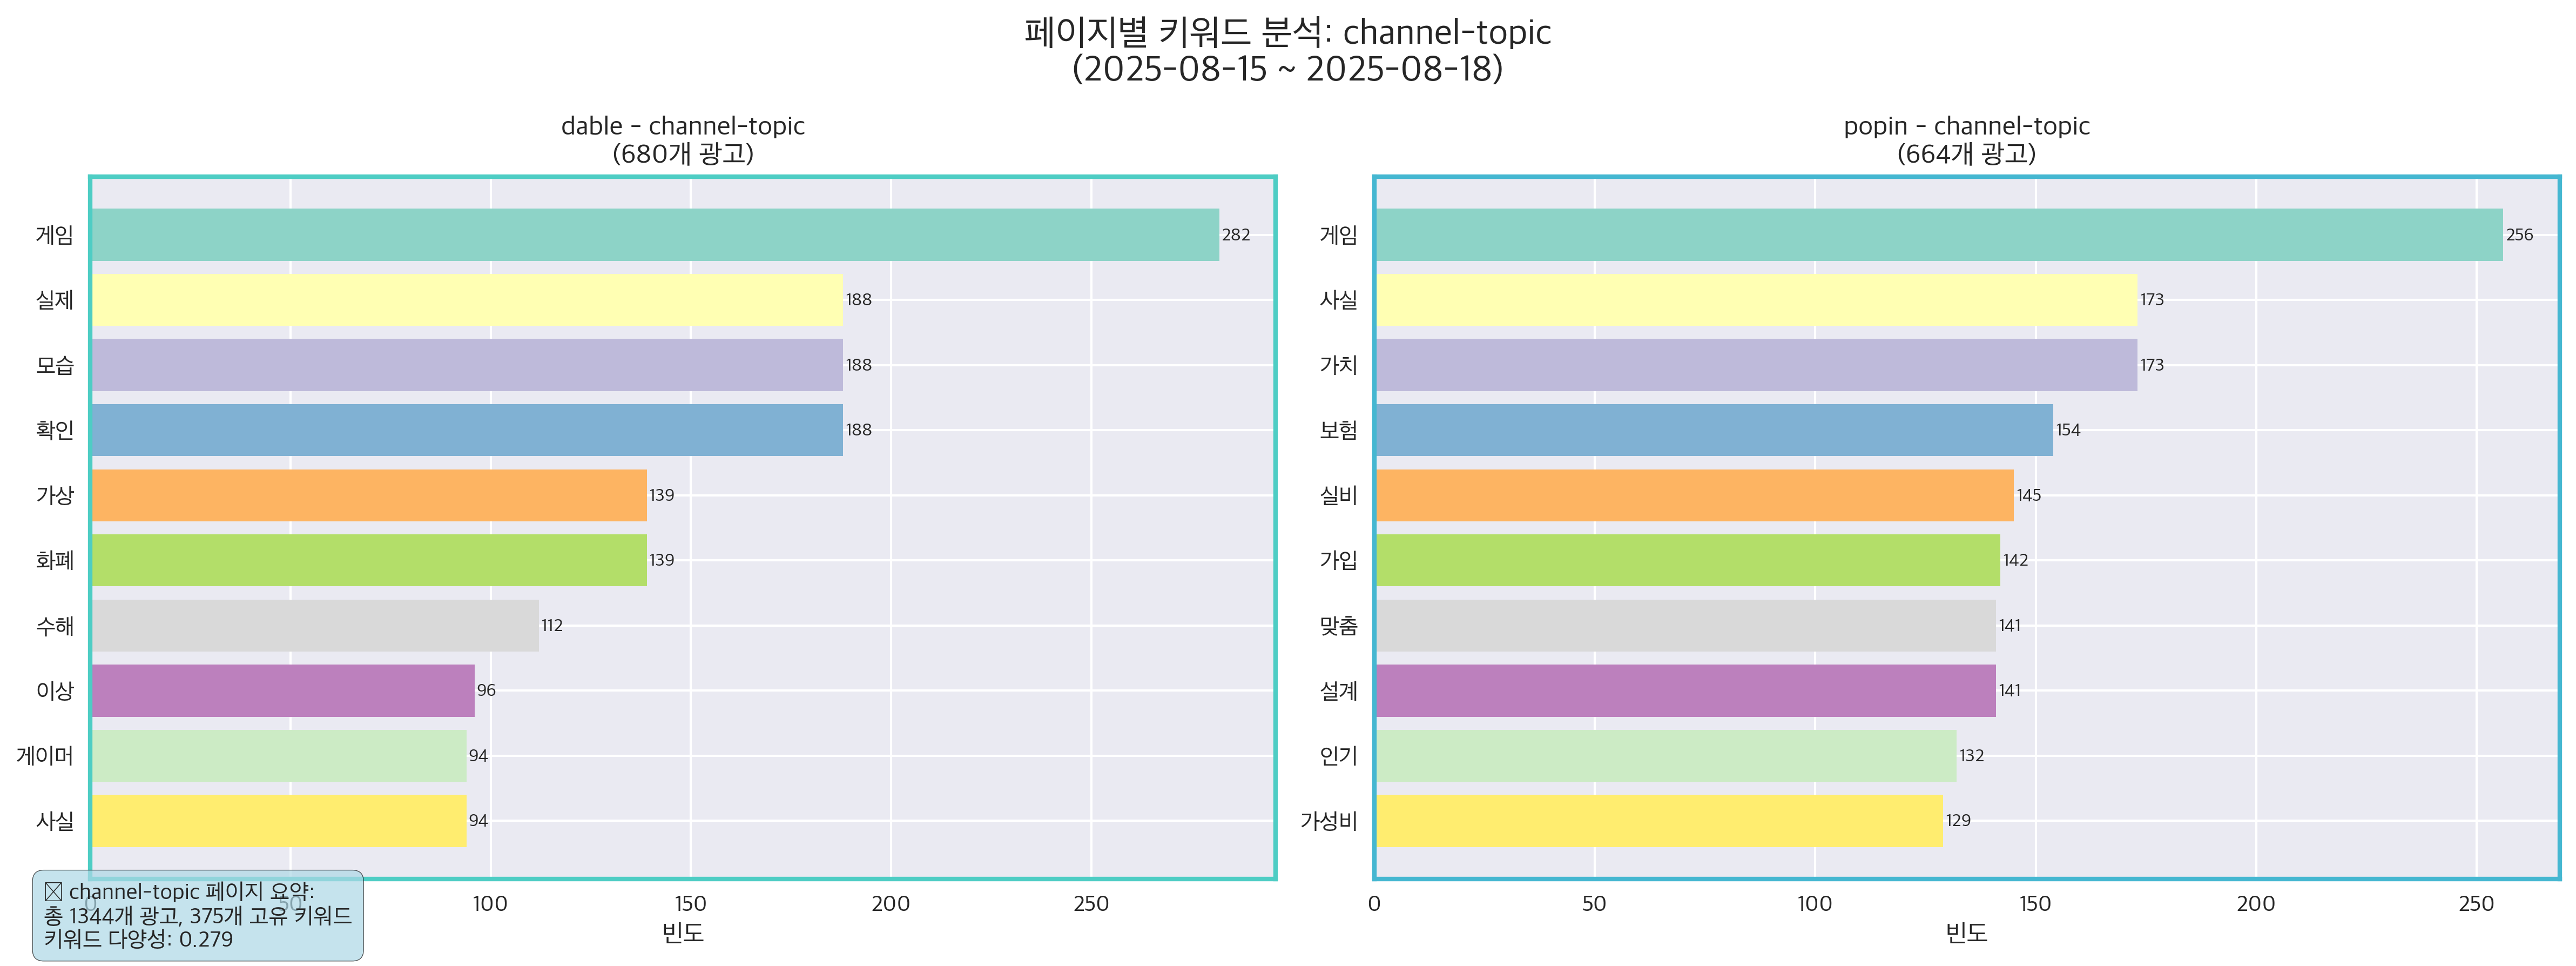 페이지별 키워드 분석: channel-topic
(2025-08-15 ~ 2025-08-18)
dable - channel-topic
(680개 광고)
게임 282
실제 188
모습 188
확인 188
가상 139
화폐 139
수해 112
이상 96
게이머 94
사실 94
0 50 100 150 200 250
빈도
popin - channel-topic
(664개 광고)
게임 256
사실 173
가치 173
보험 154
실비 145
가입 142
맞춤 141
설계 141
인기 132
가성비 129
0 50 100 150 200 250
빈도
channel-topic 페이지 요약:
총 1344개 광고, 375개 고유 키워드
키워드 다양성: 0.279